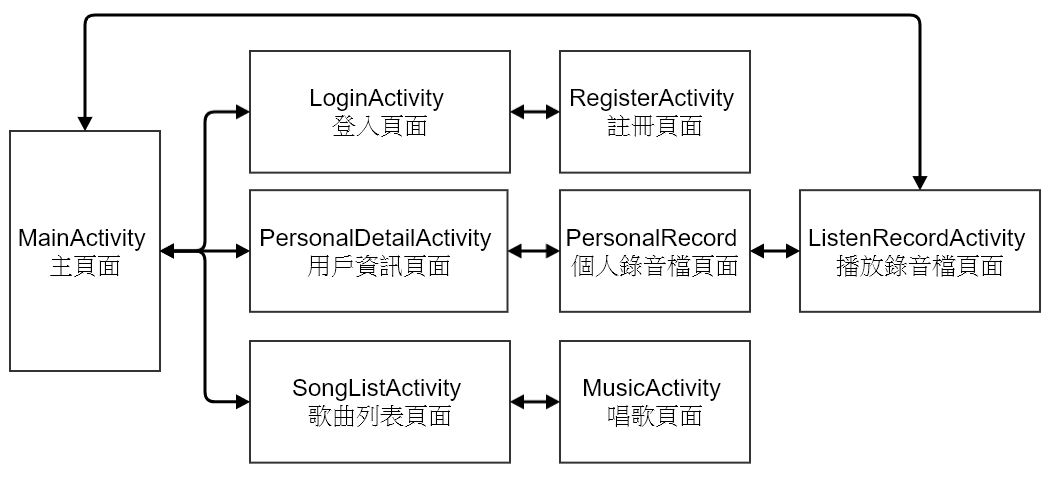 LoginActivity
登入頁面
RegisterActivity
註冊頁面
MainActivity
主頁面
PersonalDetailActivity
用戶資訊頁面
PersonalRecord
個人錄音檔頁面
ListenRecordActivity
播放錄音檔頁面
SongListActivity
歌曲列表頁面
MusicActivity
唱歌頁面